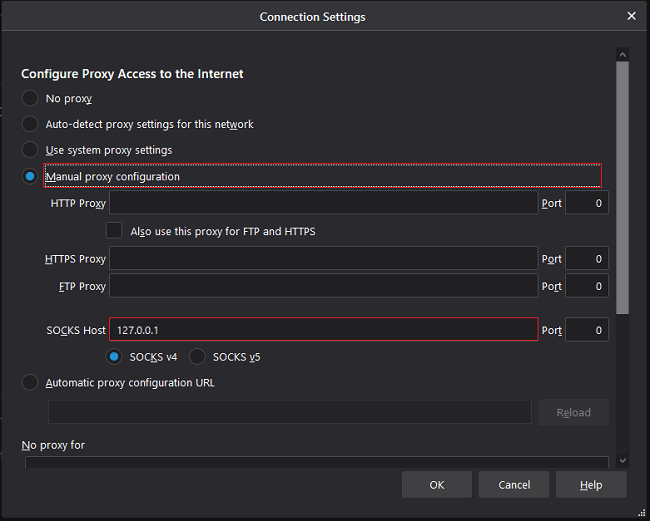 Connection Settings
Configure Proxy Access to the Internet
No proxy
Auto-detect proxy settings for this network
Use system proxy settings
Manual proxy configuration
HTTP Proxy Port 0
Also use this proxy for FTP and HTTPS
HTTPS Proxy Port 0
FTP Proxy Port 0
SOCKS Host 127.0.0.1 Port 0
SOCKS v4 SOCKS v5
Automatic proxy configuration URL
Reload
No proxy for
OK Cancel Help